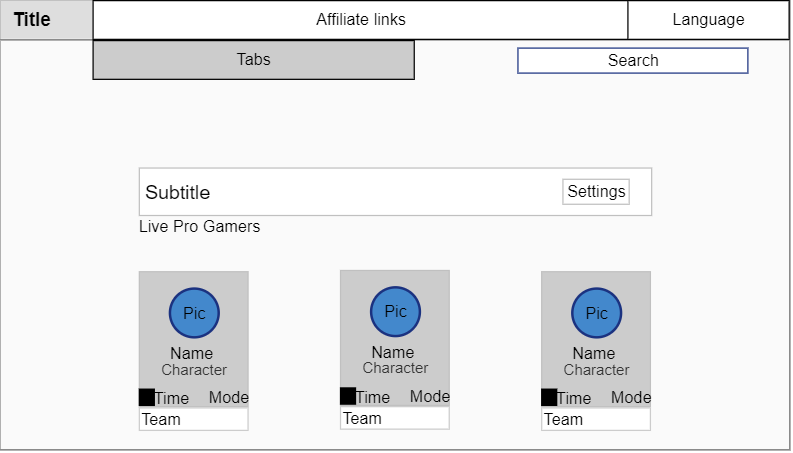 Title
Affiliate links
Language
Tabs
Search
Subtitle
Settings
Live Pro Gamers
Pic
Name
Character
Time Mode
Team
Pic
Name
Character
Time Mode
Team
Pic
Name
Character
Time Mode
Team